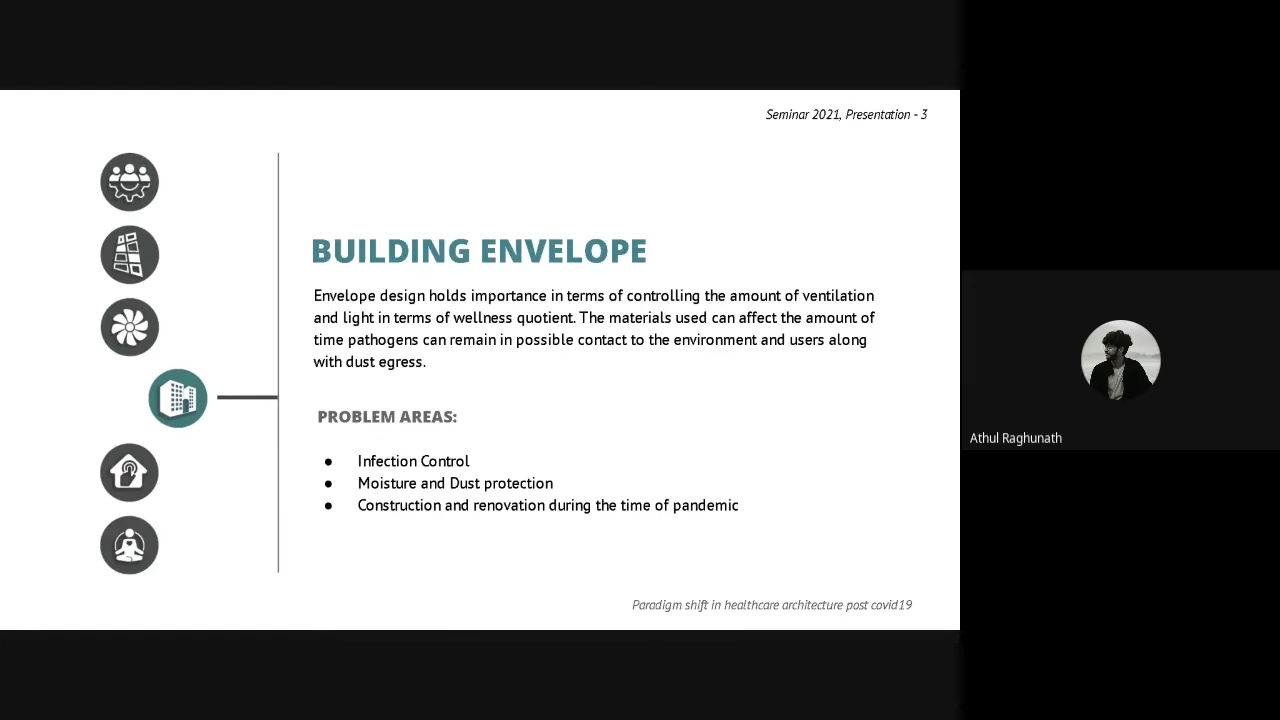 Seminar 2021, Presentation - 3
BUILDING ENVELOPE
Envelope design holds importance in terms of controlling the amount of ventilation
and light in terms of wellness quotient. The materials used can affect the amount of
time pathogens can remain in possible contact to the environment and users along
with dust egress.
PROBLEM AREAS:
● Infection Control
● Moisture and Dust protection
● Construction and renovation during the time of pandemic
Paradigm shift in healthcare architecture post covid19
Athul Raghunath